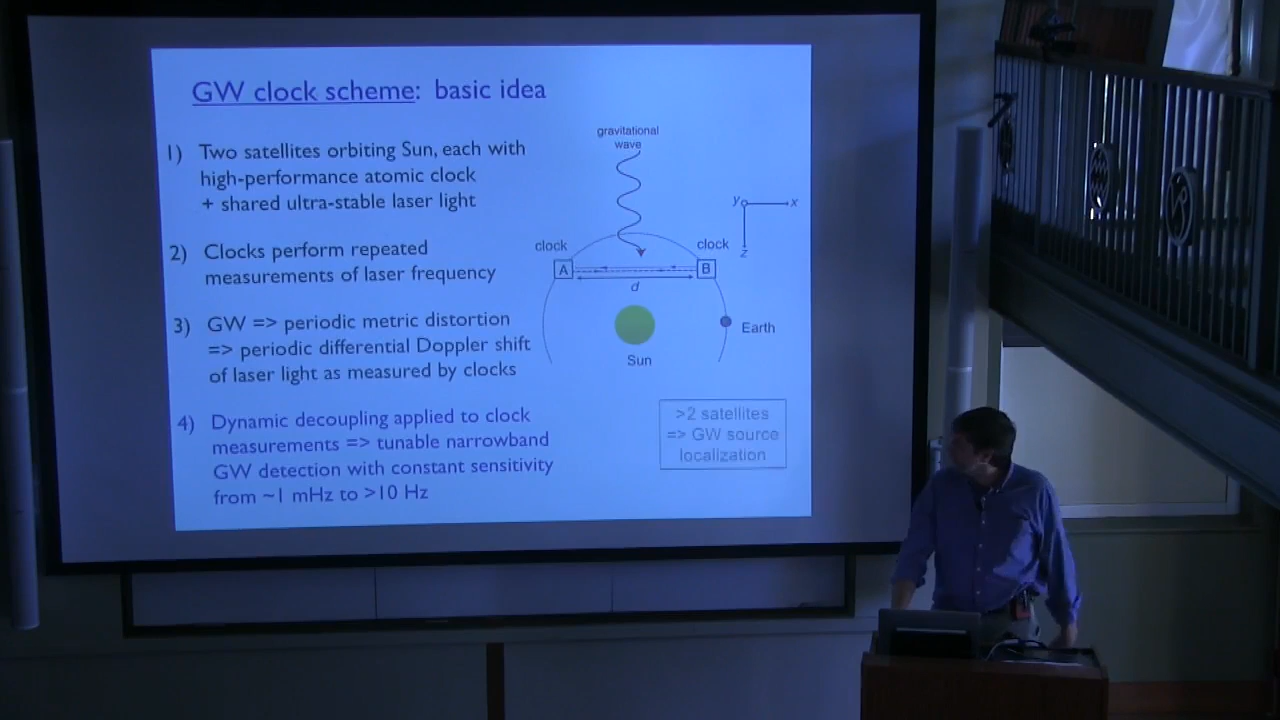 GW clock scheme: basic idea
1) Two satellites orbiting Sun, each with
high-performance atomic clock
+ shared ultra-stable laser light
2) Clocks perform repeated
measurements of laser frequency
3) GW => periodic metric distortion
=> periodic differential Doppler shift
of laser light as measured by clocks
4) Dynamic decoupling applied to clock
measurements => tunable narrowband
GW detection with constant sensitivity
from ~1 mHz to >10 Hz
gravitational
wave
y x
z
clock clock
A B
d
Earth
Sun
>2 satellites
=> GW source
localization